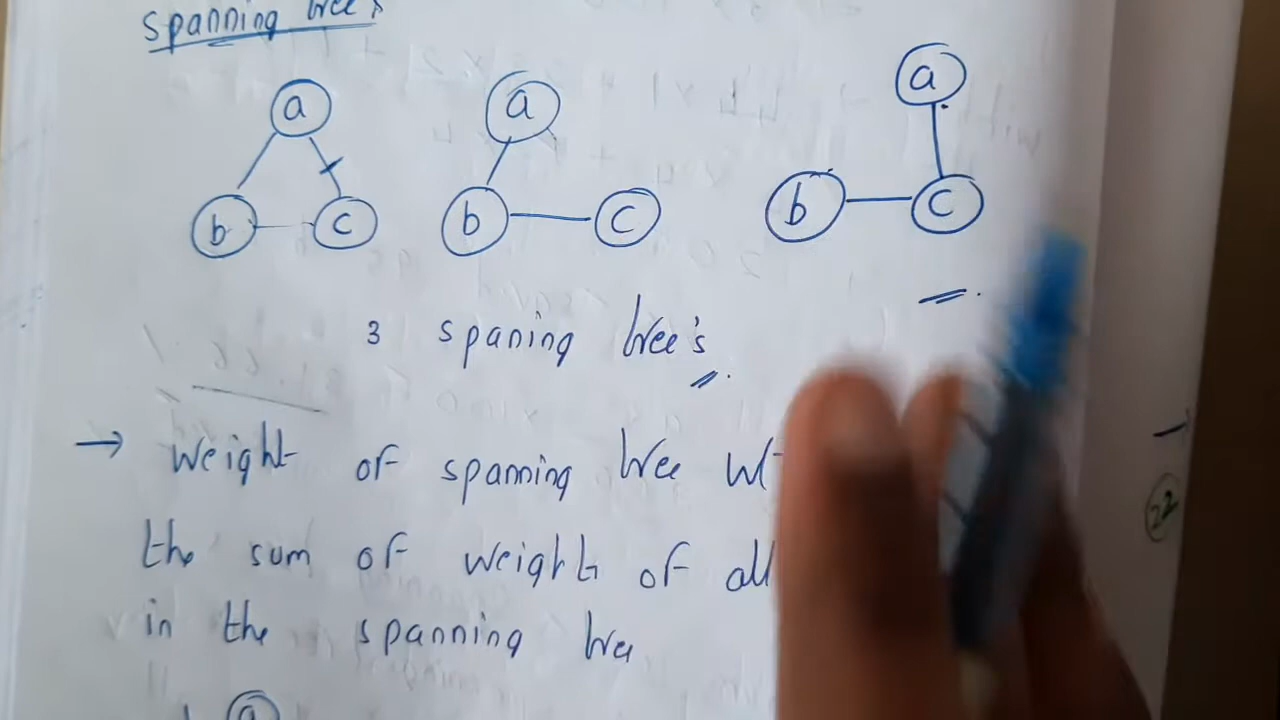 spanning tree's
a a a
b c b c b c
3 spaning tree's
→ Weight of spanning tree
the sum of weight of all
in the spanning tree
22
a